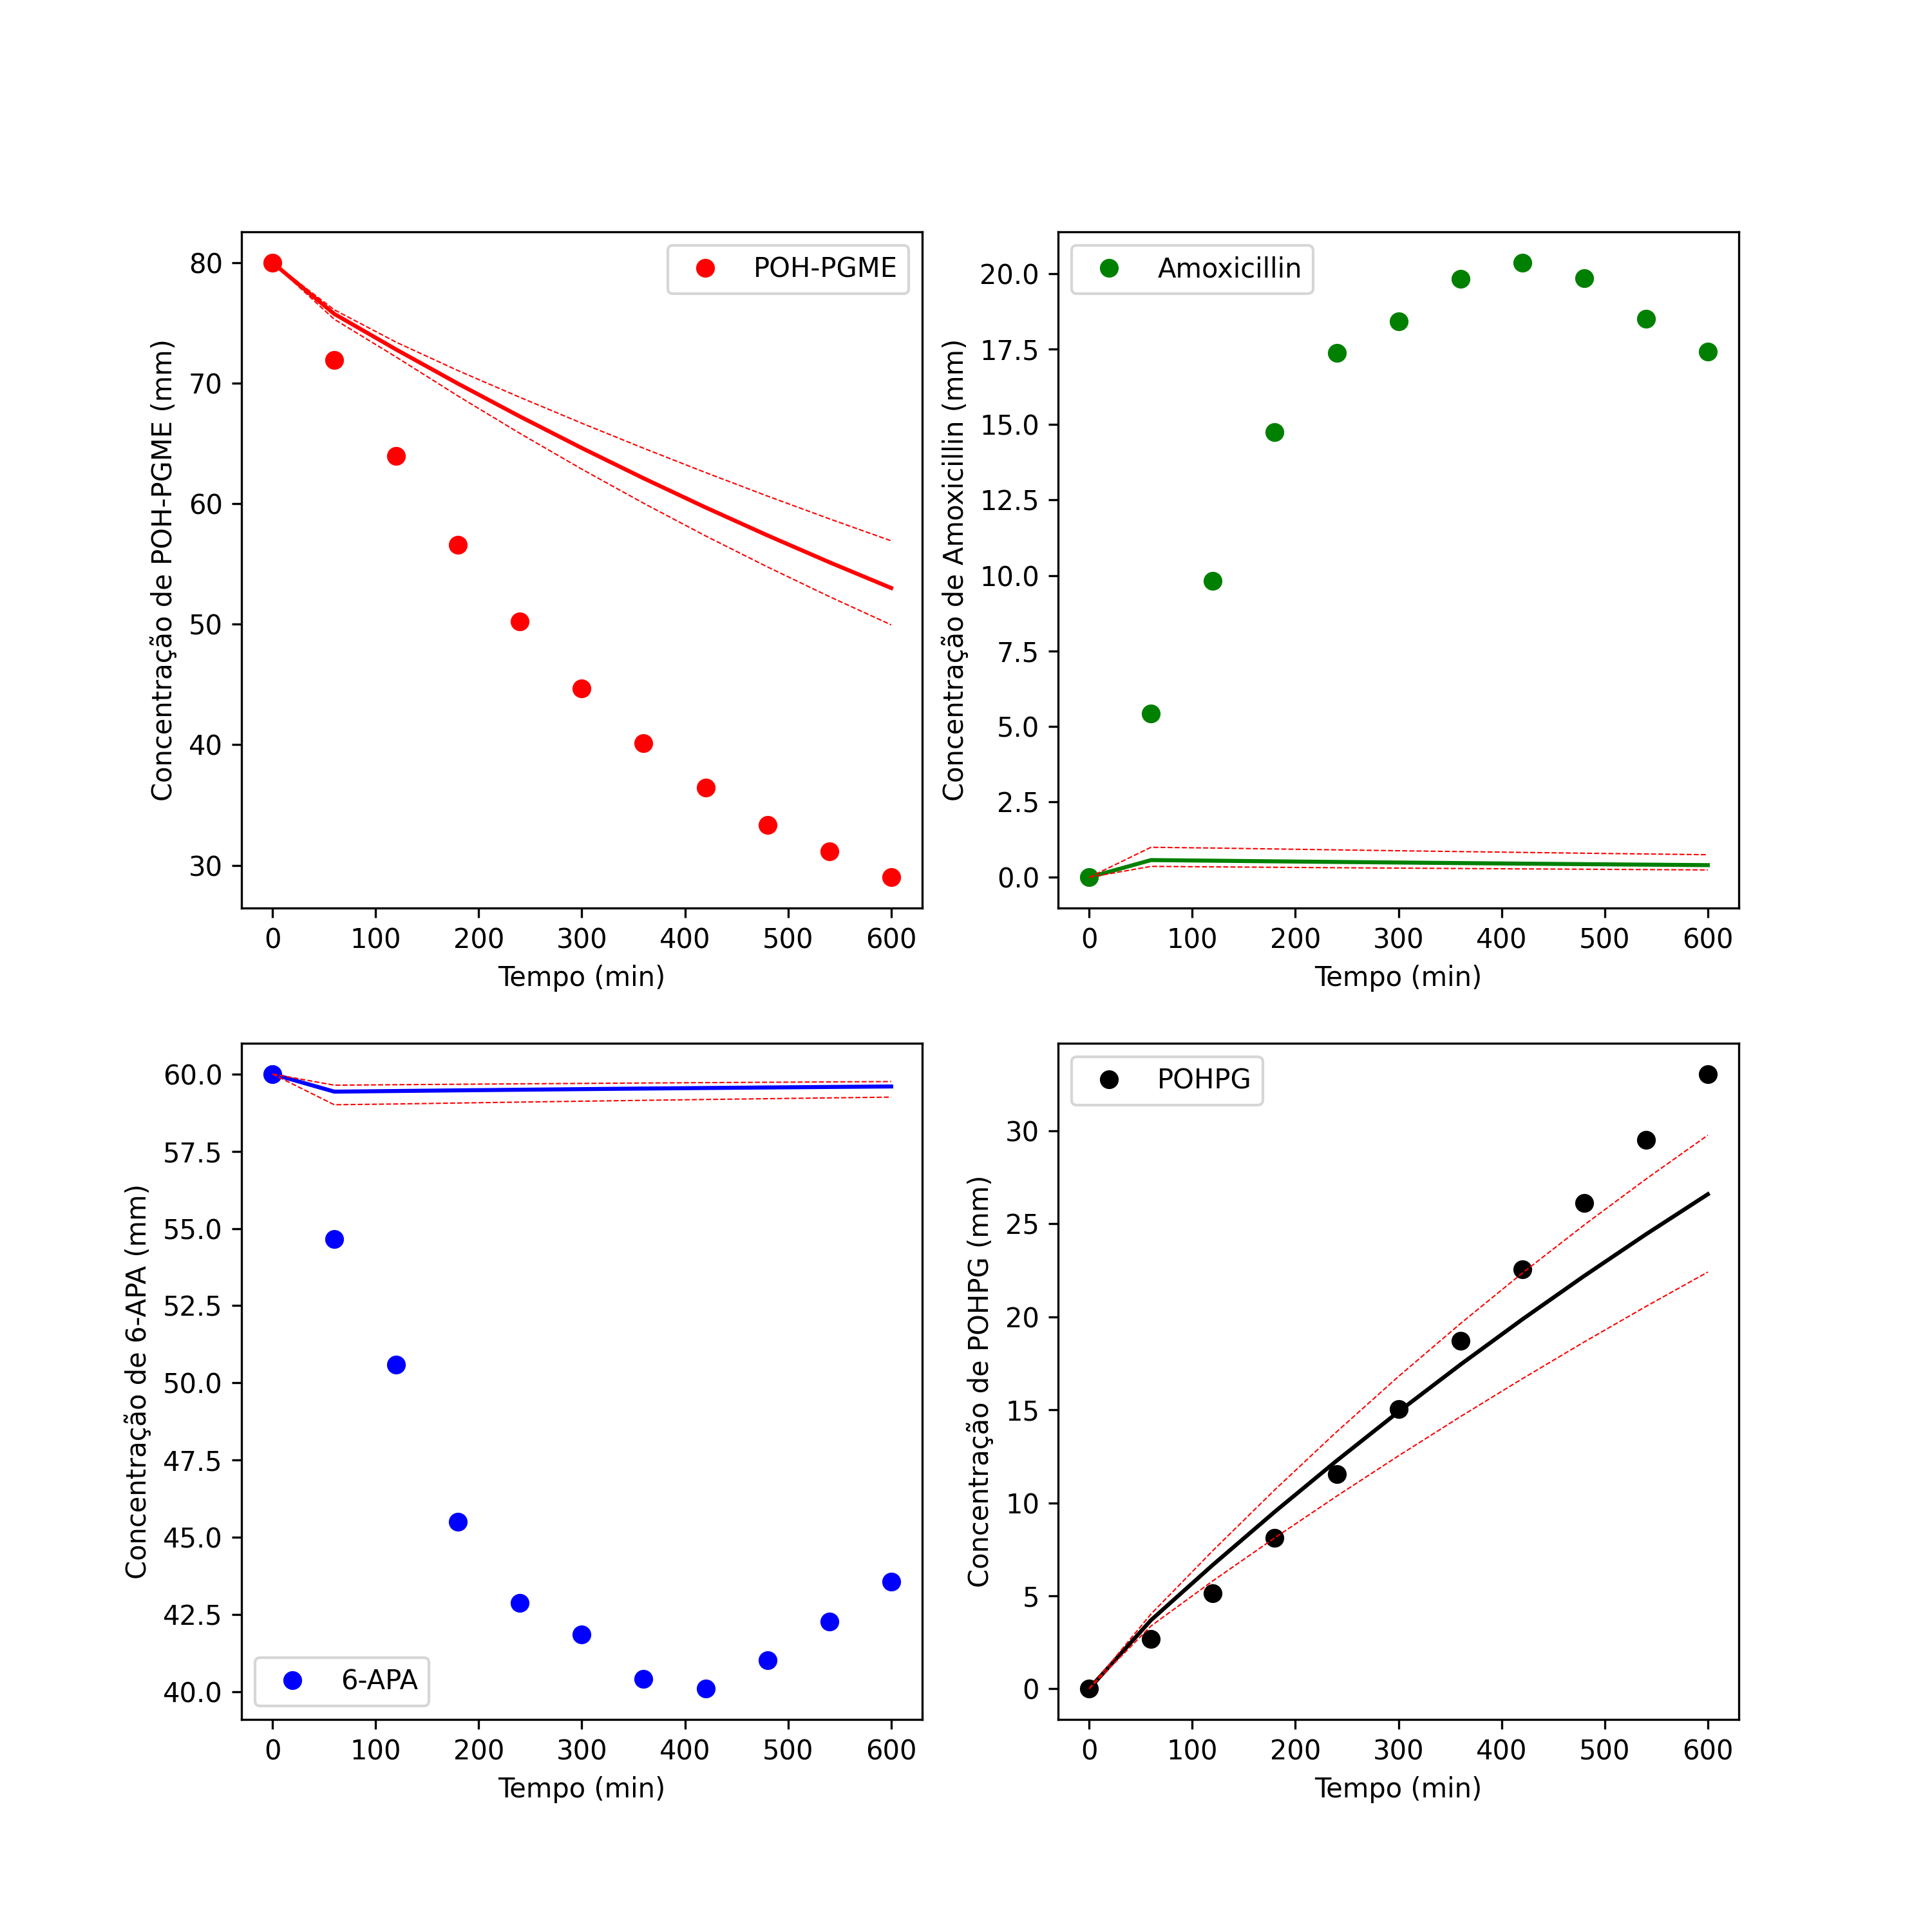 POH-PGME
Concentração de POH-PGME (mm)
80
70
60
50
40
30
0 100 200 300 400 500 600
Tempo (min)
Amoxicillin
Concentração de Amoxicillin (mm)
20.0
17.5
15.0
12.5
10.0
7.5
5.0
2.5
0.0
0 100 200 300 400 500 600
Tempo (min)
Concentração de 6-APA (mm)
60.0
57.5
55.0
52.5
50.0
47.5
45.0
42.5
40.0
6-APA
0 100 200 300 400 500 600
Tempo (min)
POHPG
Concentração de POHPG (mm)
30
25
20
15
10
5
0
0 100 200 300 400 500 600
Tempo (min)